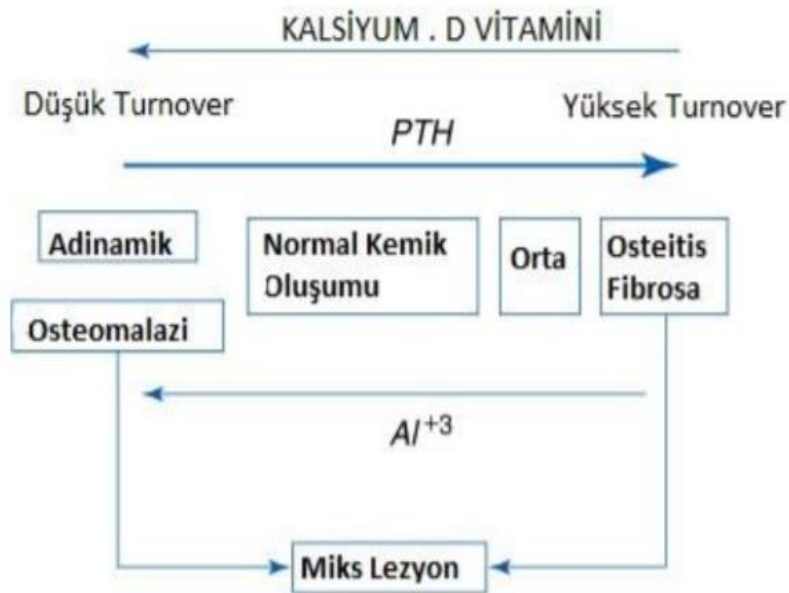 KALSİYUM . D VİTAMİNİ
Düşük Turnover
Yüksek Turnover
PTH
Adinamik
Normal Kemik
Oluşumu
Orta
Osteitis
Fibrosa
Osteomalazi
Al+3
Miks Lezyon